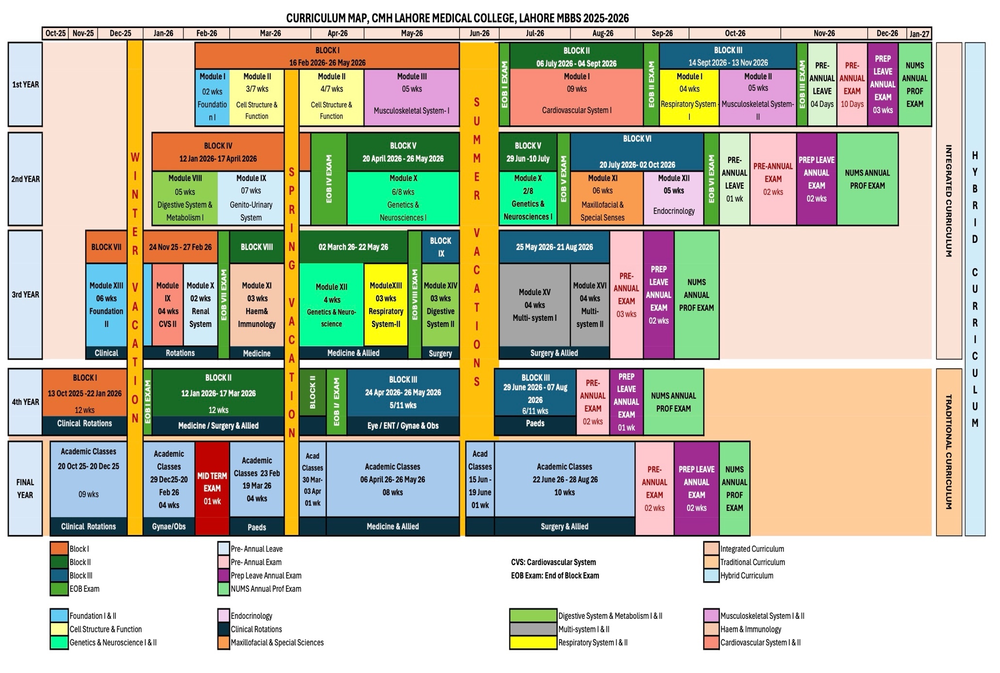 CURRICULUM MAP, CMH LAHORE MEDICAL COLLEGE, LAHORE MBBS 2025-2026
Oct-25 Nov-25 Dec-25 Jan-26 Feb-26 Mar-26 Apr-26 May-26 Jun-26 Jul-26 Aug-26 Sep-26 Oct-26 Nov-26 Dec-26 Jan-27
WINTER VACATION
SPRING VACATION
SUMMER VACATIONS
1st YEAR
BLOCK I
16 Feb 2026- 26 May 2026
Module I
02 wks
Foundatio
n I
Module II
3/7 wks
Cell Structure &
Function
Module II
4/7 wks
Cell Structure &
Function
Module III
05 wks
Musculoskeletal System- I
EOB I EXAM
BLOCK II
06 July 2026 - 04 Sept 2026
Module I
09 wks
Cardiovascular System I
EOB II EXAM
BLOCK III
14 Sept 2026 - 13 Nov 2026
Module I
04 wks
Respiratory System -
I
Module II
05 wks
Musculoskeletal System-
II
EOB III EXAM
PRE-
ANNUAL
LEAVE
04 Days
PRE-
ANNUAL
EXAM
10 Days
PREP
LEAVE
ANNUAL
EXAM
03 wks
NUMS
ANNUAL
PROF
EXAM
2nd YEAR
BLOCK IV
12 Jan 2026- 17 April 2026
Module VIII
05 wks
Digestive System &
Metabolism I
Module IX
07 wks
Genito-Urinary
System
EOB IV EXAM
BLOCK V
20 April 2026 - 26 May 2026
Module X
6/8 wks
Genetics &
Neurosciences I
BLOCK V
29 Jun -10 July
Module X
2/8
Genetics &
Neurosciences I
EOB V EXAM
BLOCK VI
20 July 2026- 02 Oct 2026
Module XI
06 wks
Maxillofacial &
Special Senses
Module XII
05 wks
Endocrinology
EOB VI EXAM
PRE-
ANNUAL
LEAVE
01 wk
PRE-ANNUAL
EXAM
02 wks
PREP LEAVE
ANNUAL
EXAM
02 wks
NUMS ANNUAL
PROF EXAM
3rd YEAR
BLOCK VII
24 Nov 25 - 27 Feb 26
Module XIII
06 wks
Foundation
II
Clinical
Module
IX
04 wks
CVS II
Module X
02 wks
Renal
System
Rotations
EOB VII EXAM
BLOCK VIII
Module XI
03 wks
Haem&
Immunology
Medicine
02 March 26- 22 May 26
Module XII
4 wks
Genetics & Neuro-
science
ModuleXIII
03 wks
Respiratory
System-II
Medicine & Allied
EOB VIII EXAM
BLOCK
IX
Module XIV
03 wks
Digestive
System II
Surgery
25 May 2026- 21 Aug 2026
Module XV
04 wks
Multi- system I
Module XVI
04 wks
Multi-
system II
Surgery & Allied
PRE-
ANNUAL
EXAM
03 wks
PREP
LEAVE
ANNUAL
EXAM
02 wks
NUMS
ANNUAL
PROF EXAM
4th YEAR
BLOCK I
13 Oct 2025 -22 Jan 2026
12 wks
Clinical Rotations
EOB I EXAM
BLOCK II
12 Jan 2026- 17 Mar 2026
12 wks
Medicine / Surgery & Allied
BLOCK II
EOB I/ EXAM
BLOCK III
24 Apr 2026- 26 May 2026
5/11 wks
Eye / ENT / Gynae & Obs
BLOCK III
29 June 2026 - 07 Aug
2026
6/11 wks
Paeds
PRE-
ANNUAL
EXAM
02 wks
PREP
LEAVE
ANNUAL
EXAM
01 wk
NUMS ANNUAL
PROF EXAM
FINAL
YEAR
Academic Classes
20 Oct 25- 20 Dec 25
09 wks
Clinical Rotations
Academic
Classes
29 Dec25-20
Feb 26
04 wks
Gynae/Obs
MID TERM
EXAM
01 wk
Academic
Classes 23 Feb
19 Mar 26
04 wks
Paeds
Acad
Classes
30 Mar-
03 Apr
01 wk
Academic Classes
06 April 26- 26 May 26
08 wks
Medicine & Allied
Acad
Classes
15 Jun -
19 June
01 wk
Academic Classes
22 June 26 - 28 Aug 26
10 wks
Surgery & Allied
PRE-
ANNUAL
EXAM
02 wks
PREP LEAVE
ANNUAL
EXAM
02 wks
NUMS
ANNUAL
PROF
EXAM
INTEGRATED CURRICULUM
TRADITIONAL CURRICULUM
HYBRID CURRICULUM
Block I
Block II
Block III
EOB Exam
Pre- Annual Leave
Pre- Annual Exam
Prep Leave Annual Exam
NUMS Annual Prof Exam
CVS: Cardiovascular System
EOB Exam: End of Block Exam
Integrated Curriculum
Traditional Curriculum
Hybrid Curriculum
Foundation I & II
Cell Structure & Function
Genetics & Neuroscience I & II
Endocrinology
Clinical Rotations
Maxillofacial & Special Sciences
Digestive System & Metabolism I & II
Multi-system I & II
Respiratory System I & II
Musculoskeletal System I & II
Haem & Immunology
Cardiovascular System I & II